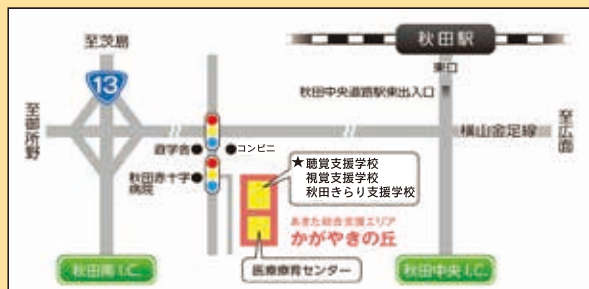 至茨島
秋田駅
東口
13
秋田中央道路駅東出入口
至御所野
至広面
横山金足線
遊学舎
コンビニ
秋田赤十字
病院
★聴覚支援学校
視覚支援学校
秋田きらり支援学校
あきた総合支援エリア
かがやきの丘
医療療育センター
秋田南I.C.
秋田中央I.C.